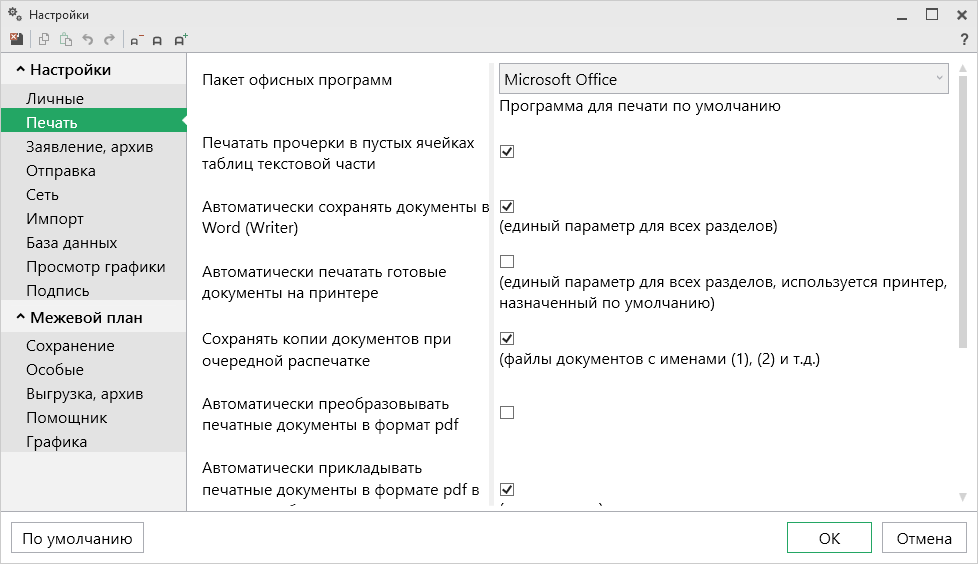 Настройки
?
Настройки
Личные
Печать
Заявление, архив
Отправка
Сеть
Импорт
База данных
Просмотр графики
Подпись
Межевой план
Сохранение
Особые
Выгрузка, архив
Помощник
Графика
Пакет офисных программ
Microsoft Office
Программа для печати по умолчанию
Печатать прочерки в пустых ячейках
таблиц текстовой части
Автоматически сохранять документы в
Word (Writer)
(единый параметр для всех разделов)
Автоматически печатать готовые
документы на принтере
(единый параметр для всех разделов, используется принтер,
назначенный по умолчанию)
Сохранять копии документов при
очередной распечатке
(файлы документов с именами (1), (2) и т.д.)
Автоматически преобразовывать
печатные документы в формат pdf
Автоматически прикладывать
печатные документы в формате pdf в
По умолчанию
ОК
Отмена